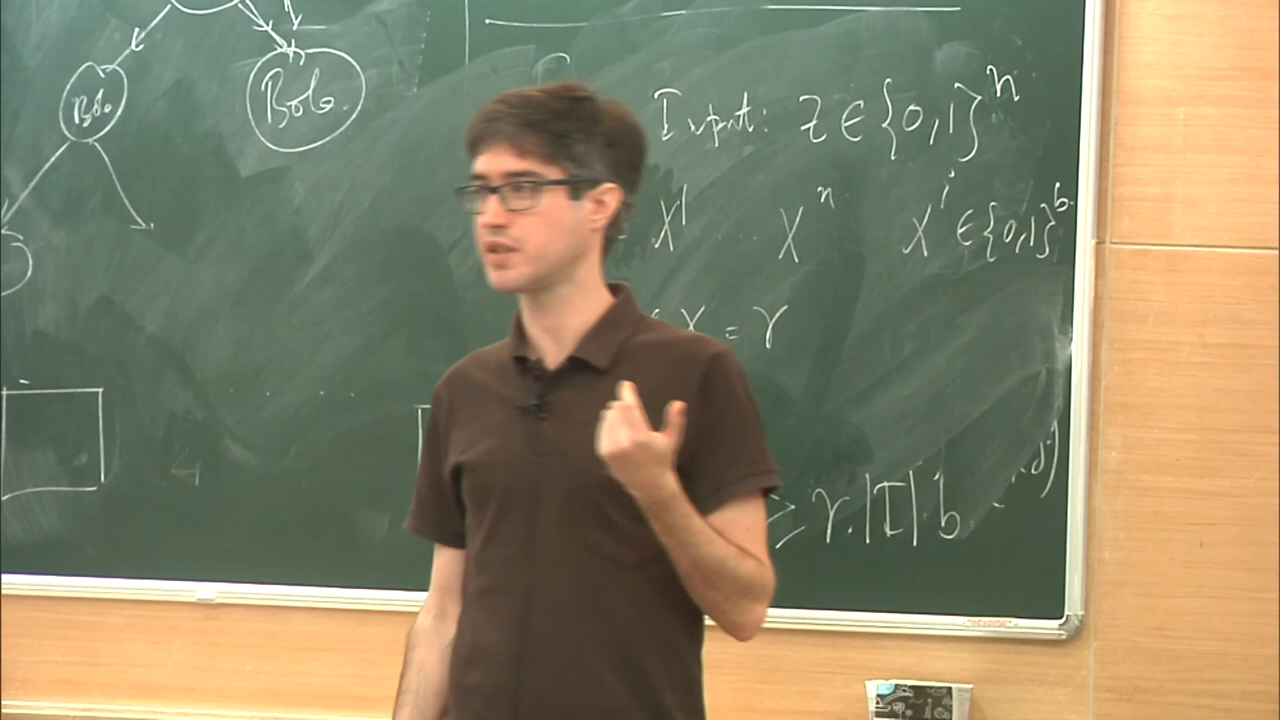 Bob
Bob
Input: z ∈ {0,1}^n
X^1 ... X^n   X^i ∈ {0,1}^b
X = γ
≥ γ.|I|.b